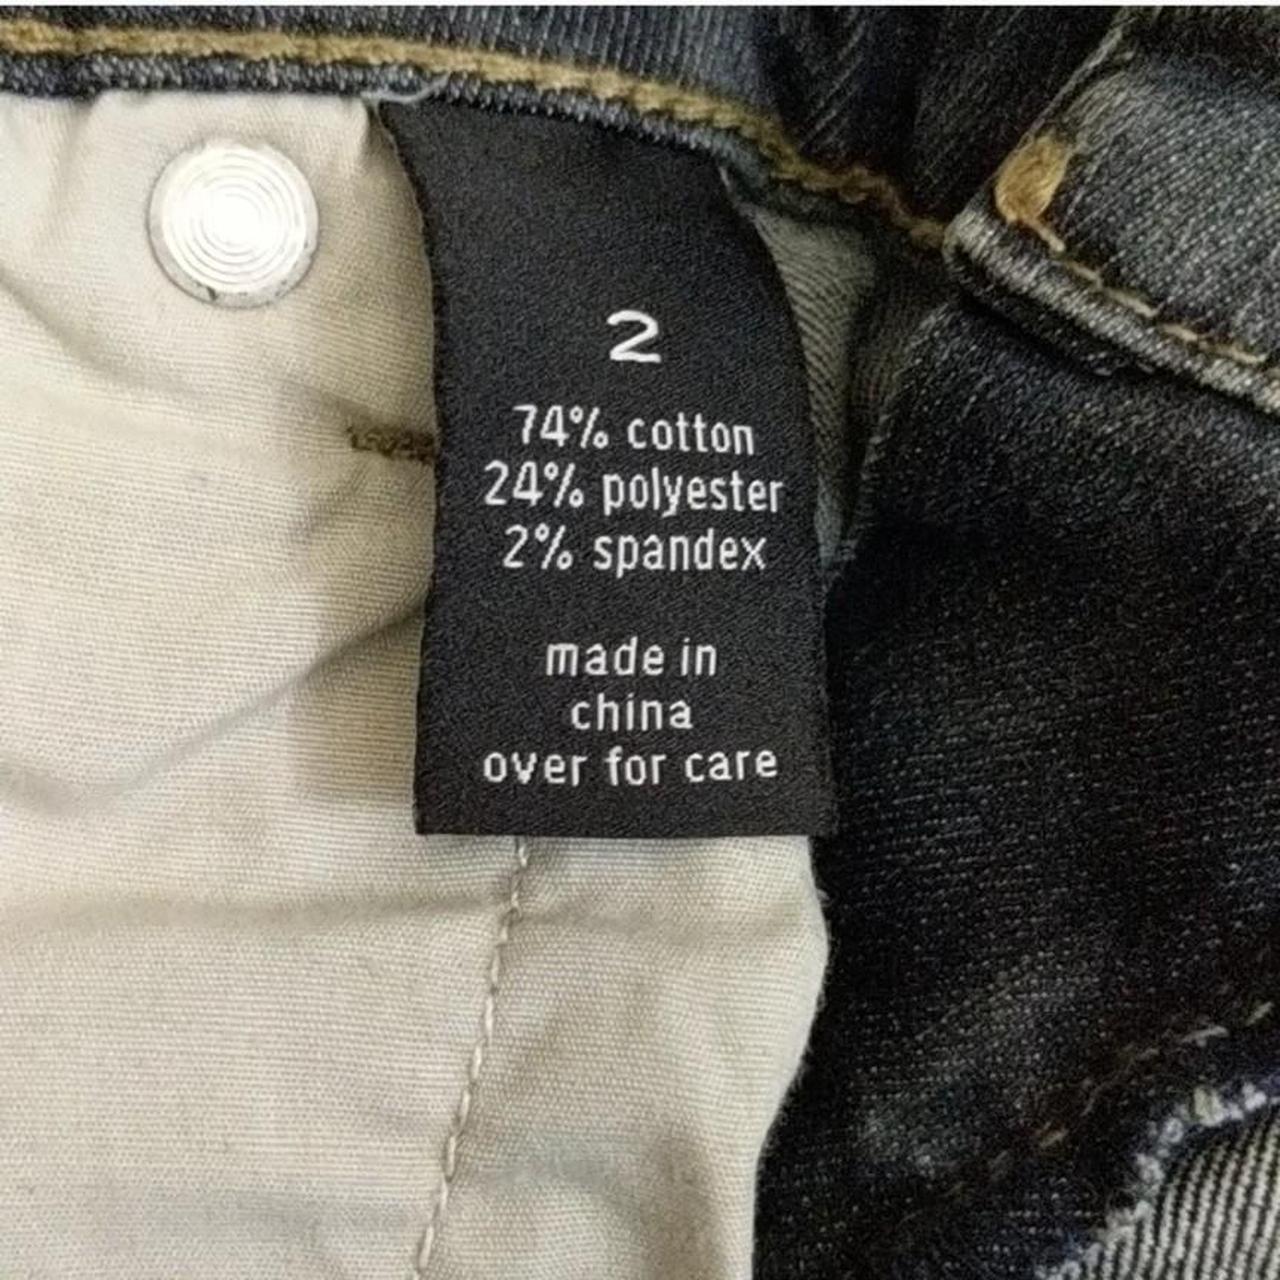 2
74% cotton
24% polyester
2% spandex
made in
china
over for care